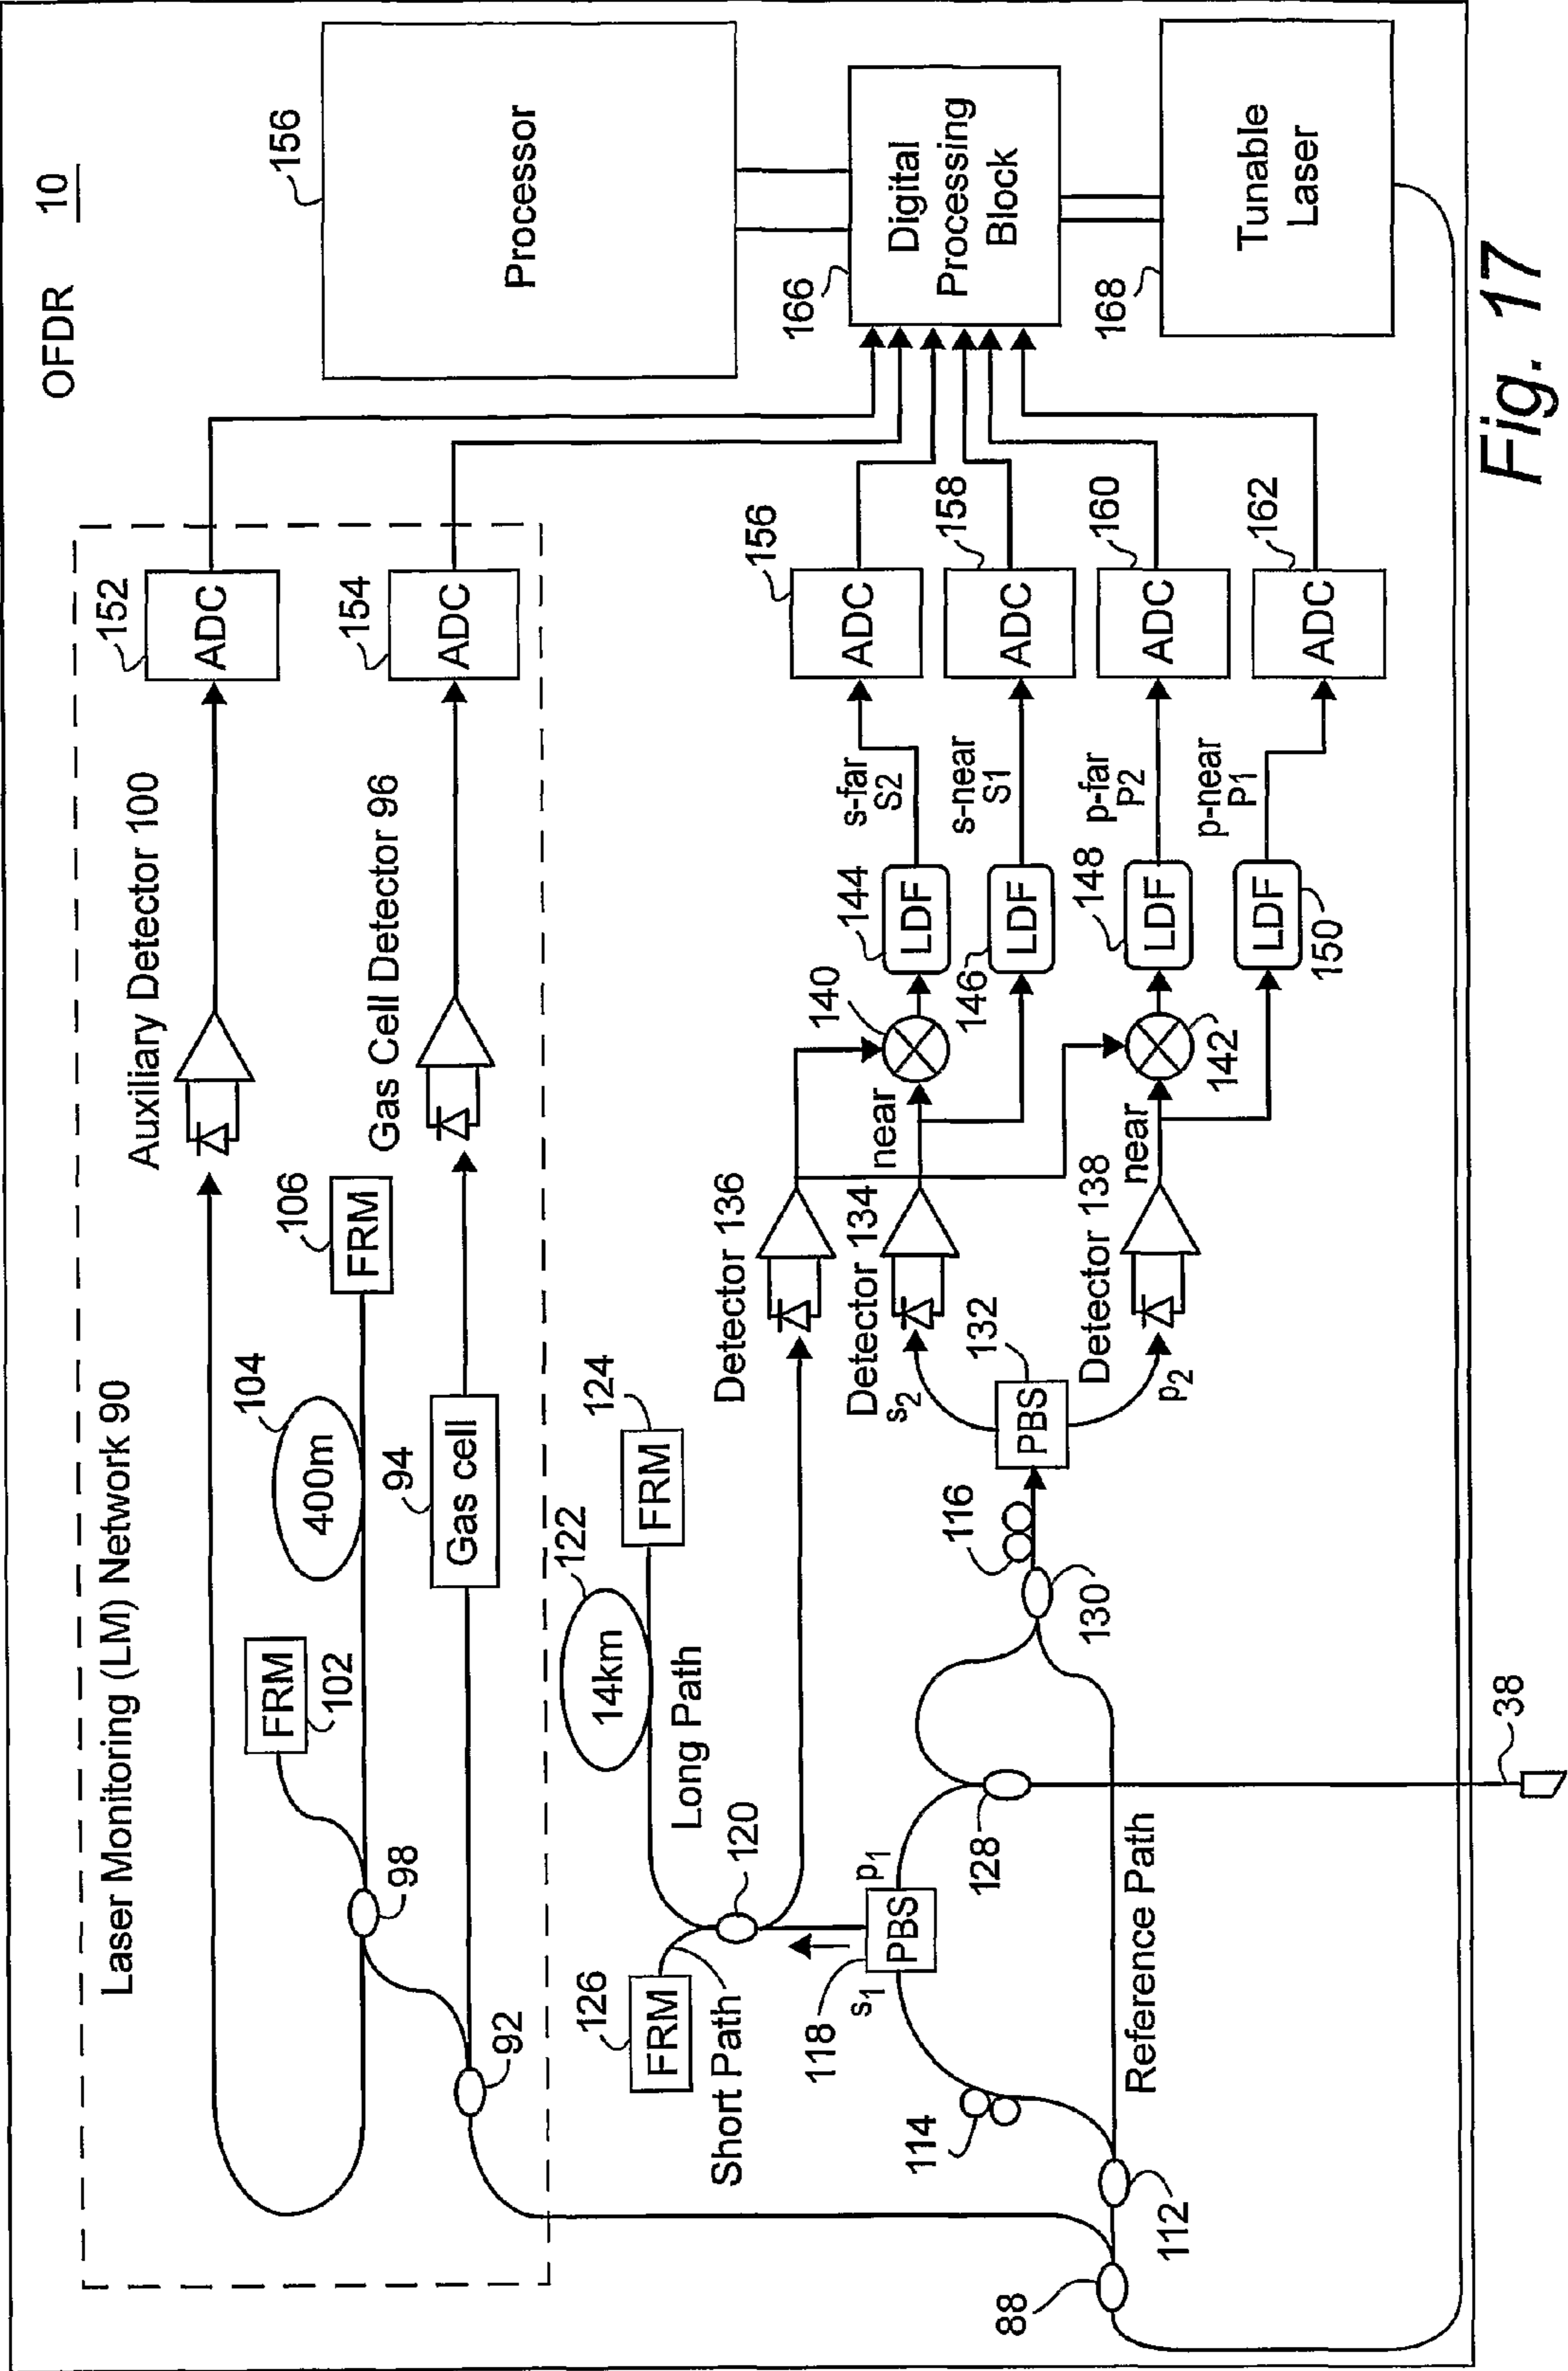 OFDR 10
Laser Monitoring (LM) Network 90
Auxiliary Detector 100
152
ADC
FRM
102
104
400m
106
FRM
98
Gas Cell Detector 96
154
ADC
94
Gas cell
92
156
Processor
166
Digital
Processing
Block
168
Tunable
Laser
122
14km
124
FRM
Long Path
126
FRM
Short Path
120
Detector 136
118
PBS
s1
p1
114
128
Reference Path
88
112
130
116
132
PBS
s2
p2
Detector 134
Detector 138
near
near
140
142
144
LDF
146
LDF
148
LDF
LDF
150
s-far
S2
s-near
S1
p-far
P2
p-near
P1
156
ADC
158
ADC
160
ADC
162
ADC
38
Fig. 17